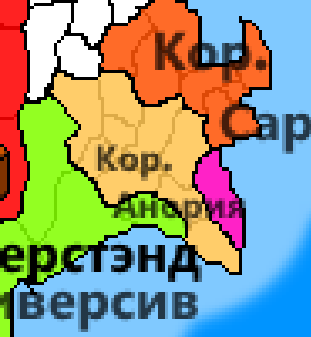 Кор.
Сар
Кор.
Анория
ерстэнд
иверсив